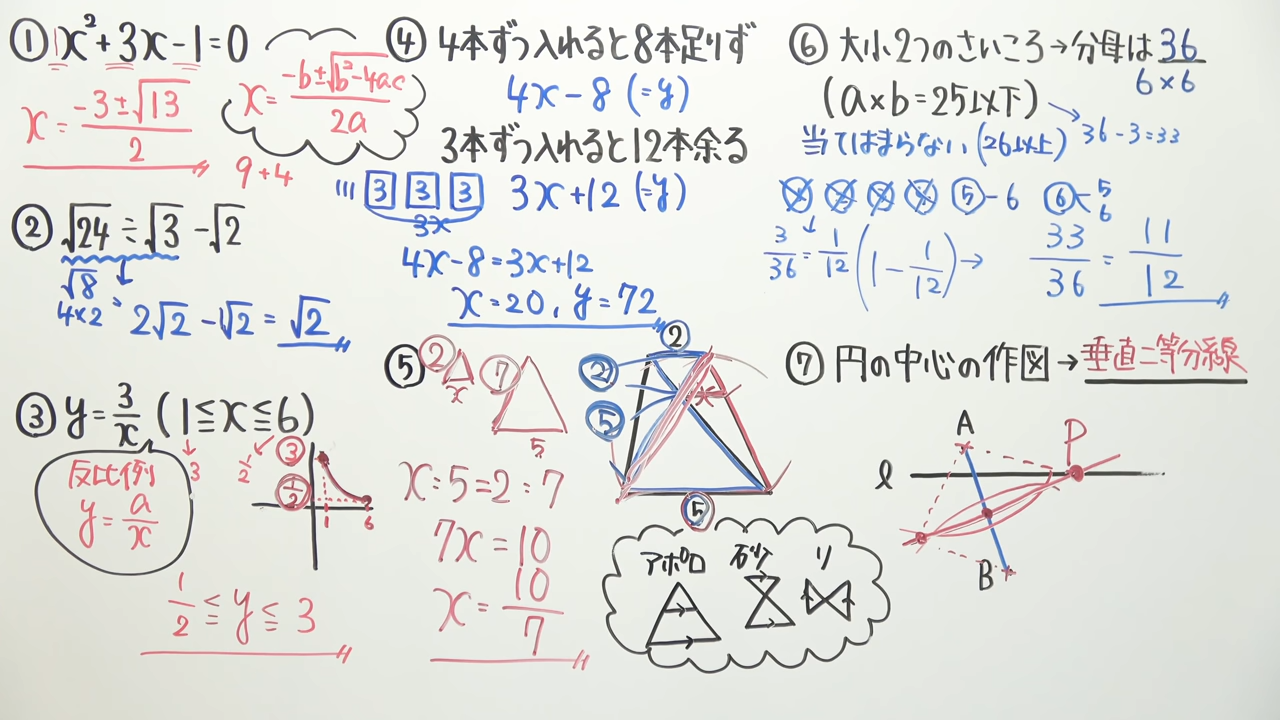 ① 1x²+3x-1=0
x=(-3±√13)/2
x=(-b±√(b²-4ac))/2a
9+4
② √24÷√3-√2
√8
4×2
2√2-1√2=√2
③ y=3/x (1≦x≦6)
3
1/2
反比例
y=a/x
3
1/2
1
6
1/2≦y≦3
④ 4本ずつ入れると8本足りず
4x-8 (=y)
3本ずつ入れると12本余る
3 3 3
3x
3x+12 (=y)
4x-8=3x+12
x=20, y=72
⑤
② ⑦
x
5
②
②
⑤
⑤
x
x:5=2:7
7x=10
x=10/7
アポロ 砂リ リ
⑥ 大小2つのさいころ→分母は36
6×6
(a×b=25以下)
当てはまらない(26以上)
36-3=33
①②③④⑤-6 ⑥<5 6
3/36=1/12 (1-1/12)→ 33/36=11/12
⑦ 円の中心の作図→垂直二等分線
A
P
ℓ
B